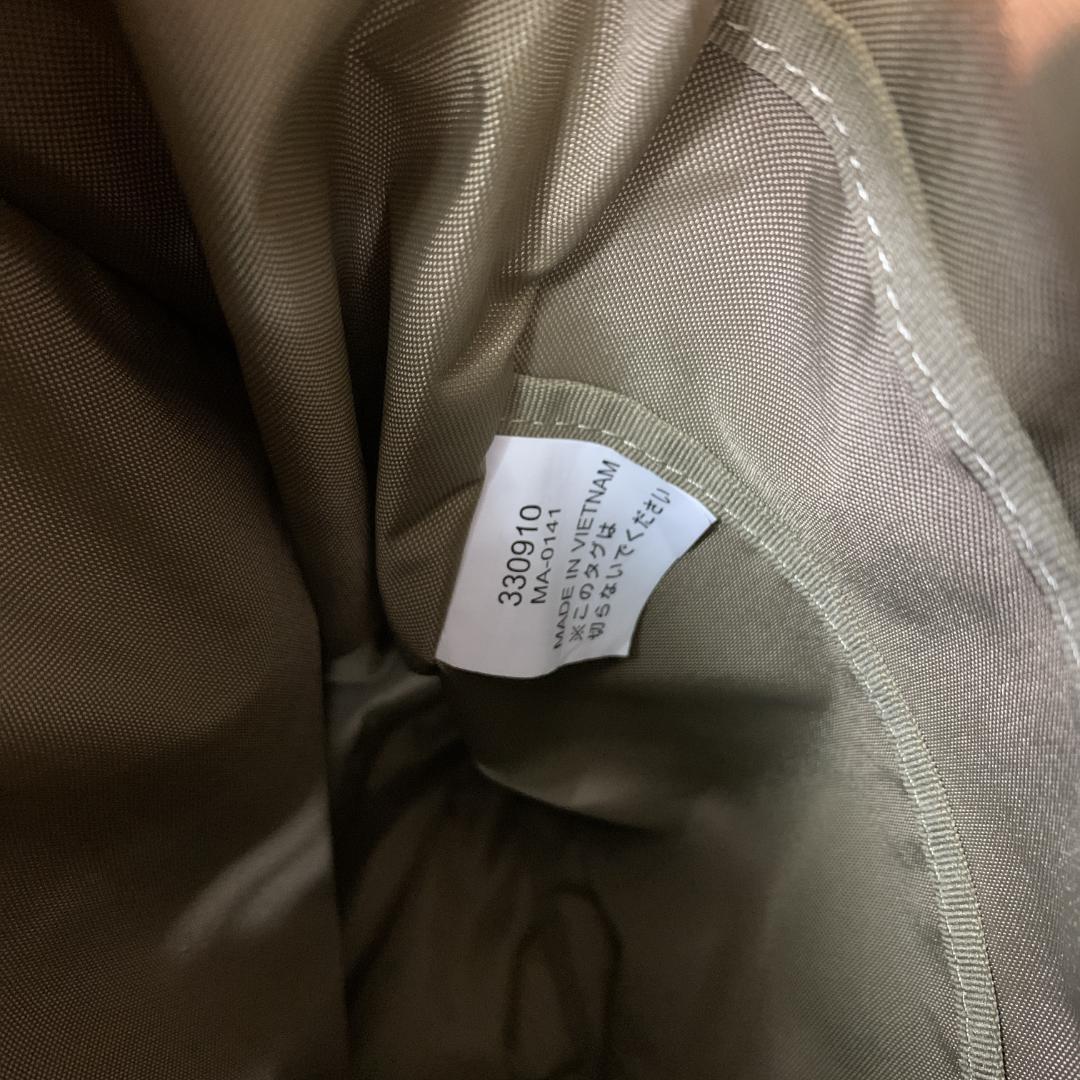 330910
MA-0141
MADE IN VIETNAM
※このタグは
切らないでください